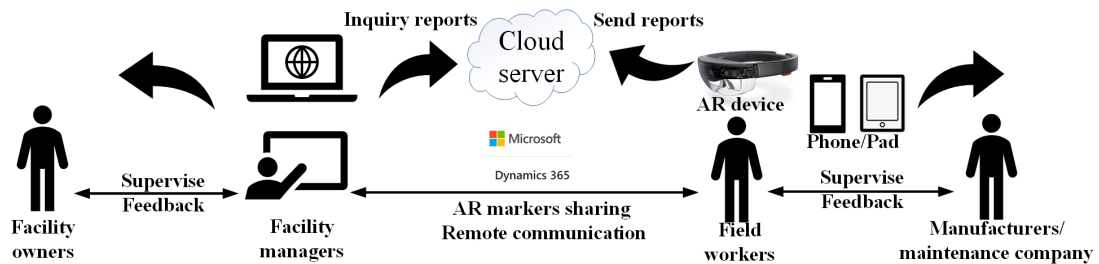 Inquiry reports
Send reports
Cloud
server
AR device
Phone/Pad
Microsoft
Dynamics 365
Supervise
Feedback
AR markers sharing
Remote communication
Supervise
Feedback
Facility
owners
Facility
managers
Field
workers
Manufacturers/
maintenance company